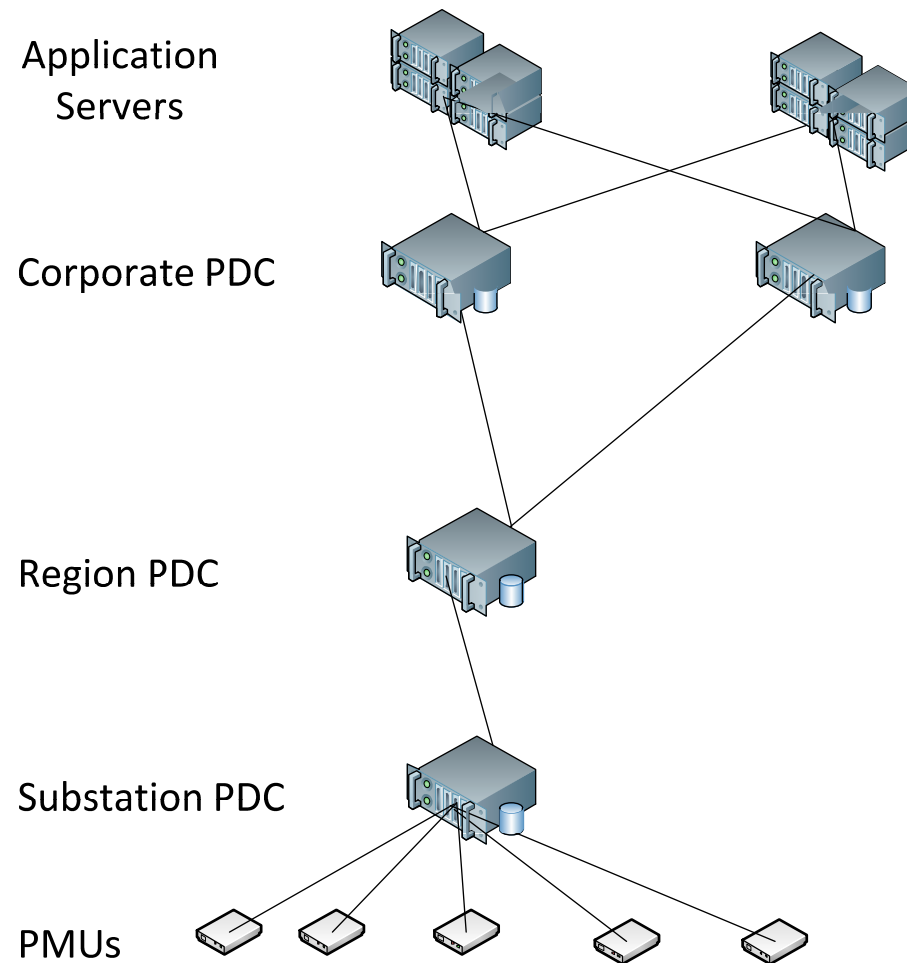 Application
Servers
Corporate PDC
Region PDC
Substation PDC
PMUs